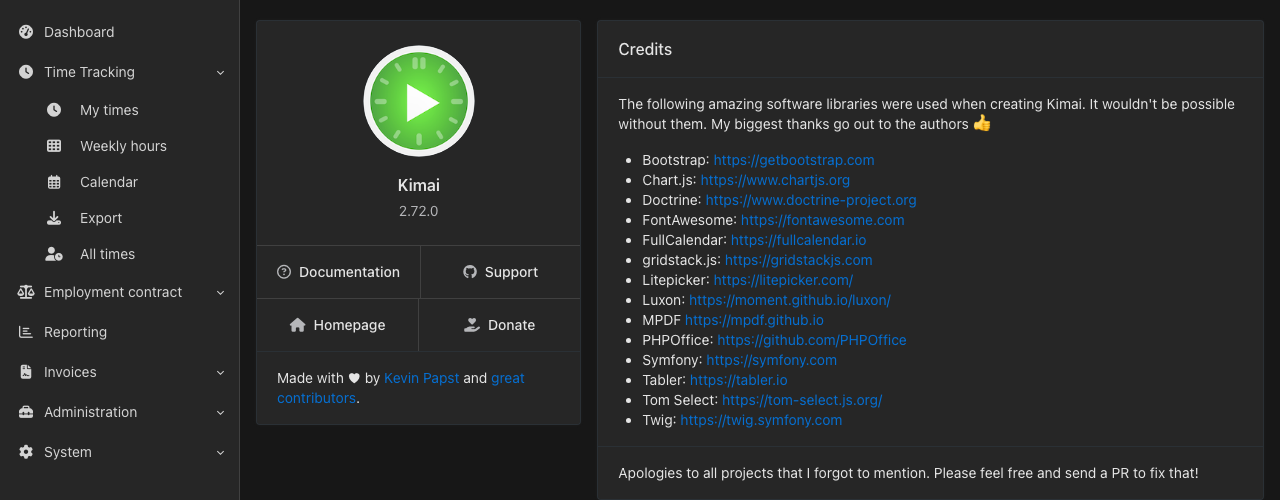 Dashboard
Time Tracking
My times
Weekly hours
Calendar
Export
All times
Employment contract
Reporting
Invoices
Administration
System
Kimai
2.72.0
Documentation
Support
Homepage
Donate
Made with ♥ by Kevin Papst and great
contributors.
Credits
The following amazing software libraries were used when creating Kimai. It wouldn't be possible
without them. My biggest thanks go out to the authors 👍
• Bootstrap: https://getbootstrap.com
• Chart.js: https://www.chartjs.org
• Doctrine: https://www.doctrine-project.org
• FontAwesome: https://fontawesome.com
• FullCalendar: https://fullcalendar.io
• gridstack.js: https://gridstackjs.com
• Litepicker: https://litepicker.com/
• Luxon: https://moment.github.io/luxon/
• MPDF https://mpdf.github.io
• PHPOffice: https://github.com/PHPOffice
• Symfony: https://symfony.com
• Tabler: https://tabler.io
• Tom Select: https://tom-select.js.org/
• Twig: https://twig.symfony.com
Apologies to all projects that I forgot to mention. Please feel free and send a PR to fix that!